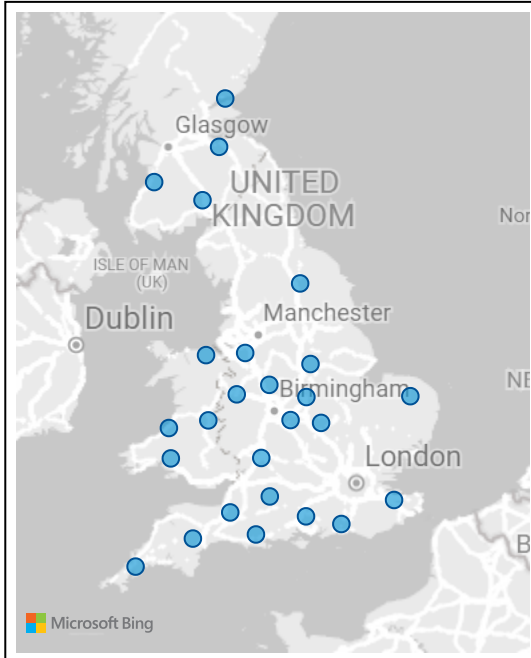 Glasgow
UNITED
KINGDOM
Nor
ISLE OF MAN
(UK)
Dublin
Manchester
NE
Birmingham
London
B
Microsoft Bing